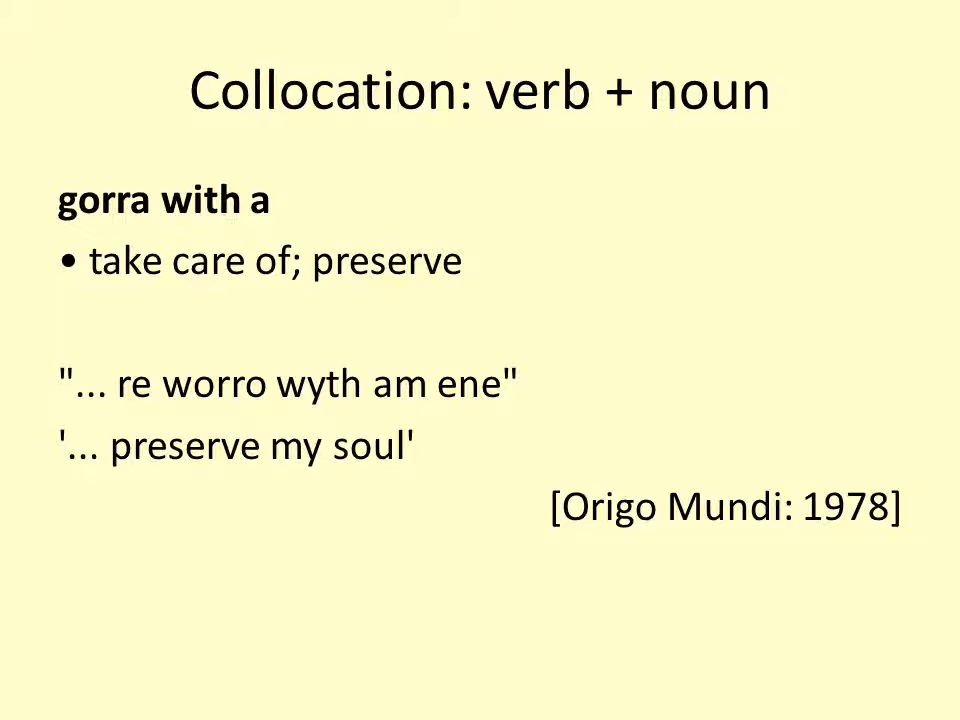 Collocation: verb + noun
gorra with a
• take care of; preserve
"... re worro wyth am ene"
'... preserve my soul'
[Origo Mundi: 1978]